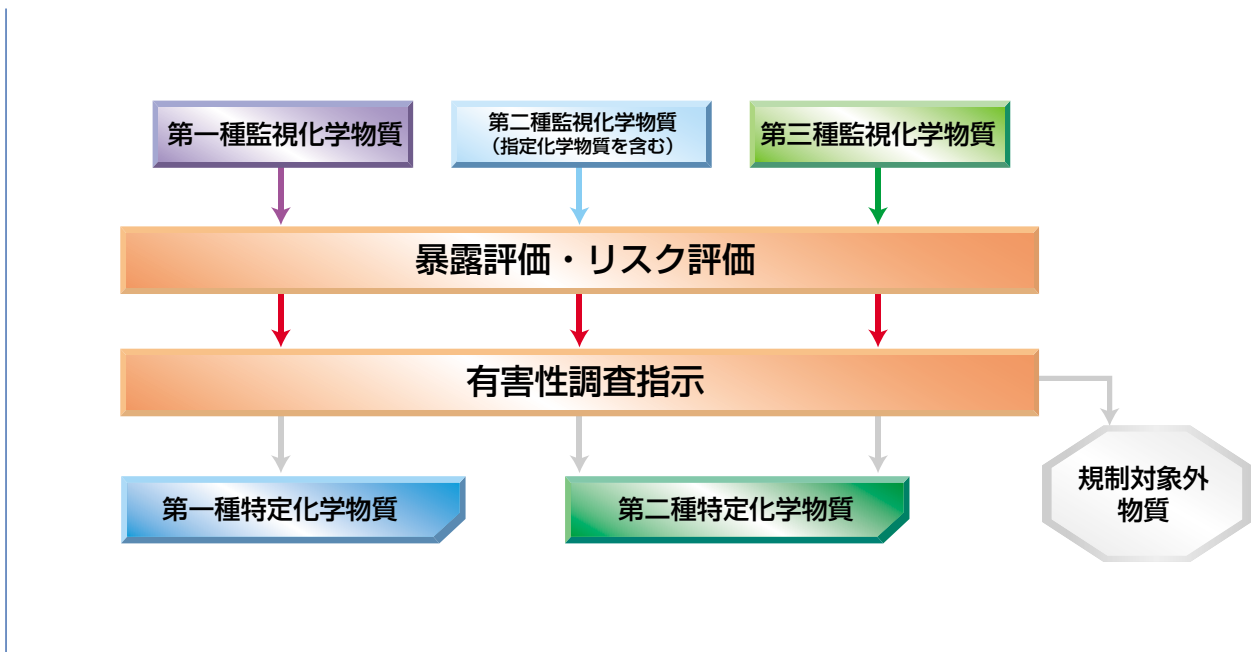 第一種監視化学物質
第二種監視化学物質
（指定化学物質を含む）
第三種監視化学物質
暴露評価・リスク評価
有害性調査指示
第一種特定化学物質
第二種特定化学物質
規制対象外
物質